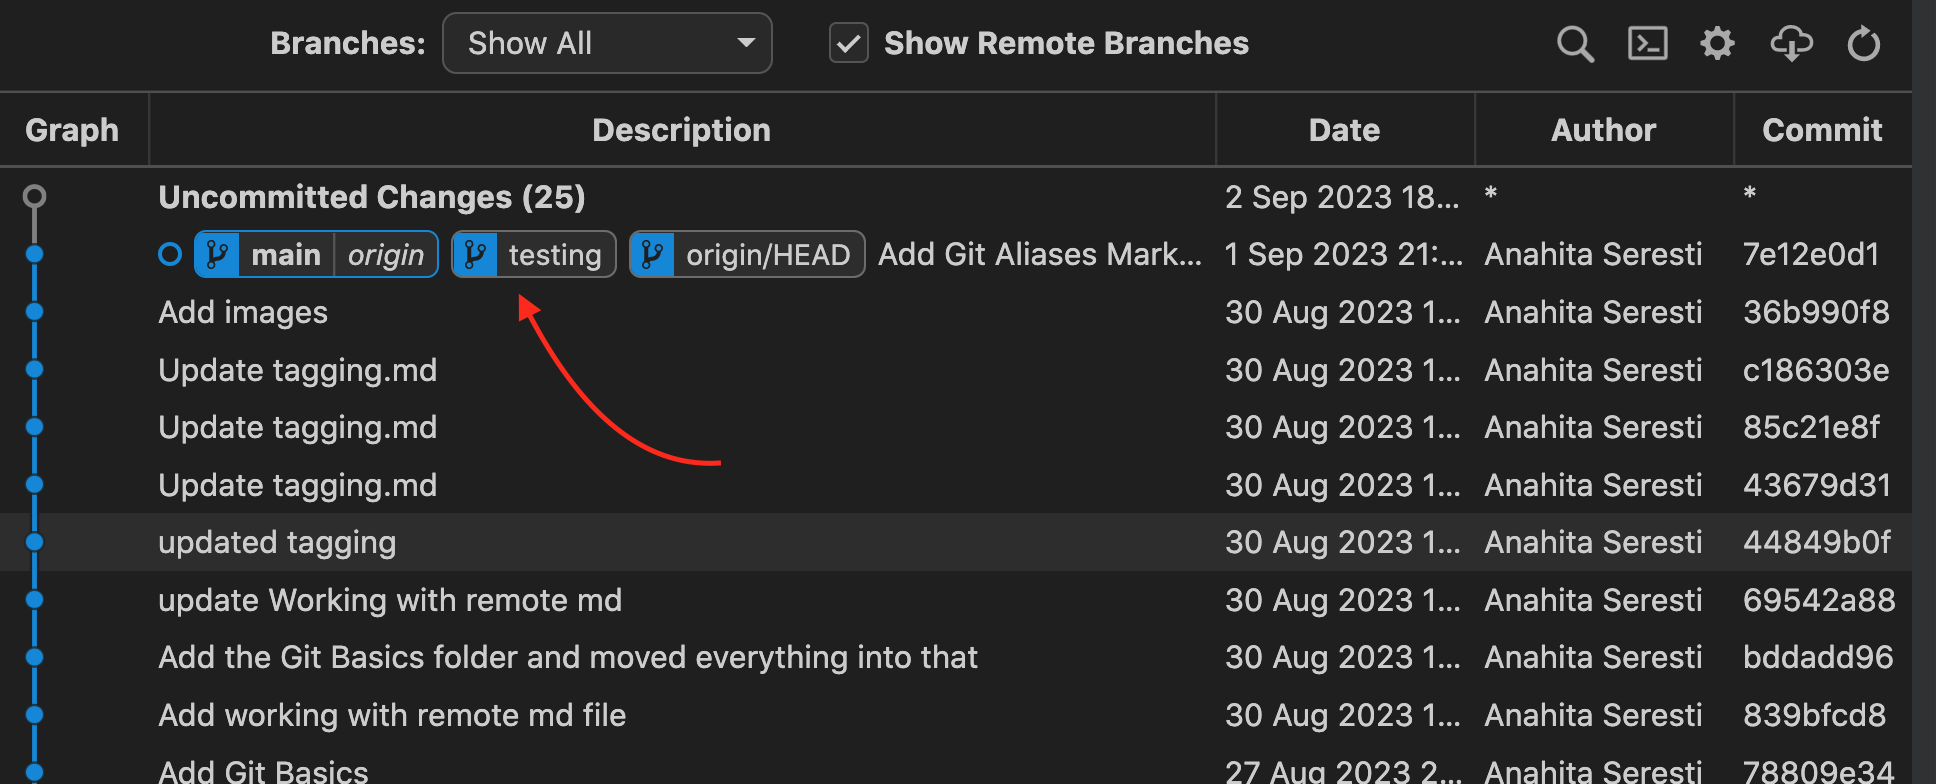 Branches: Show All Show Remote Branches
Graph Description Date Author Commit
Uncommitted Changes (25) 2 Sep 2023 18... * *
main origin testing origin/HEAD Add Git Aliases Mark... 1 Sep 2023 21:... Anahita Seresti 7e12e0d1
Add images 30 Aug 2023 1... Anahita Seresti 36b990f8
Update tagging.md 30 Aug 2023 1... Anahita Seresti c186303e
Update tagging.md 30 Aug 2023 1... Anahita Seresti 85c21e8f
Update tagging.md 30 Aug 2023 1... Anahita Seresti 43679d31
updated tagging 30 Aug 2023 1... Anahita Seresti 44849b0f
update Working with remote md 30 Aug 2023 1... Anahita Seresti 69542a88
Add the Git Basics folder and moved everything into that 30 Aug 2023 1... Anahita Seresti bddadd96
Add working with remote md file 30 Aug 2023 1... Anahita Seresti 839bfcd8
Add Git Basics 27 Aug 2023 2... Anahita Seresti 78809e34